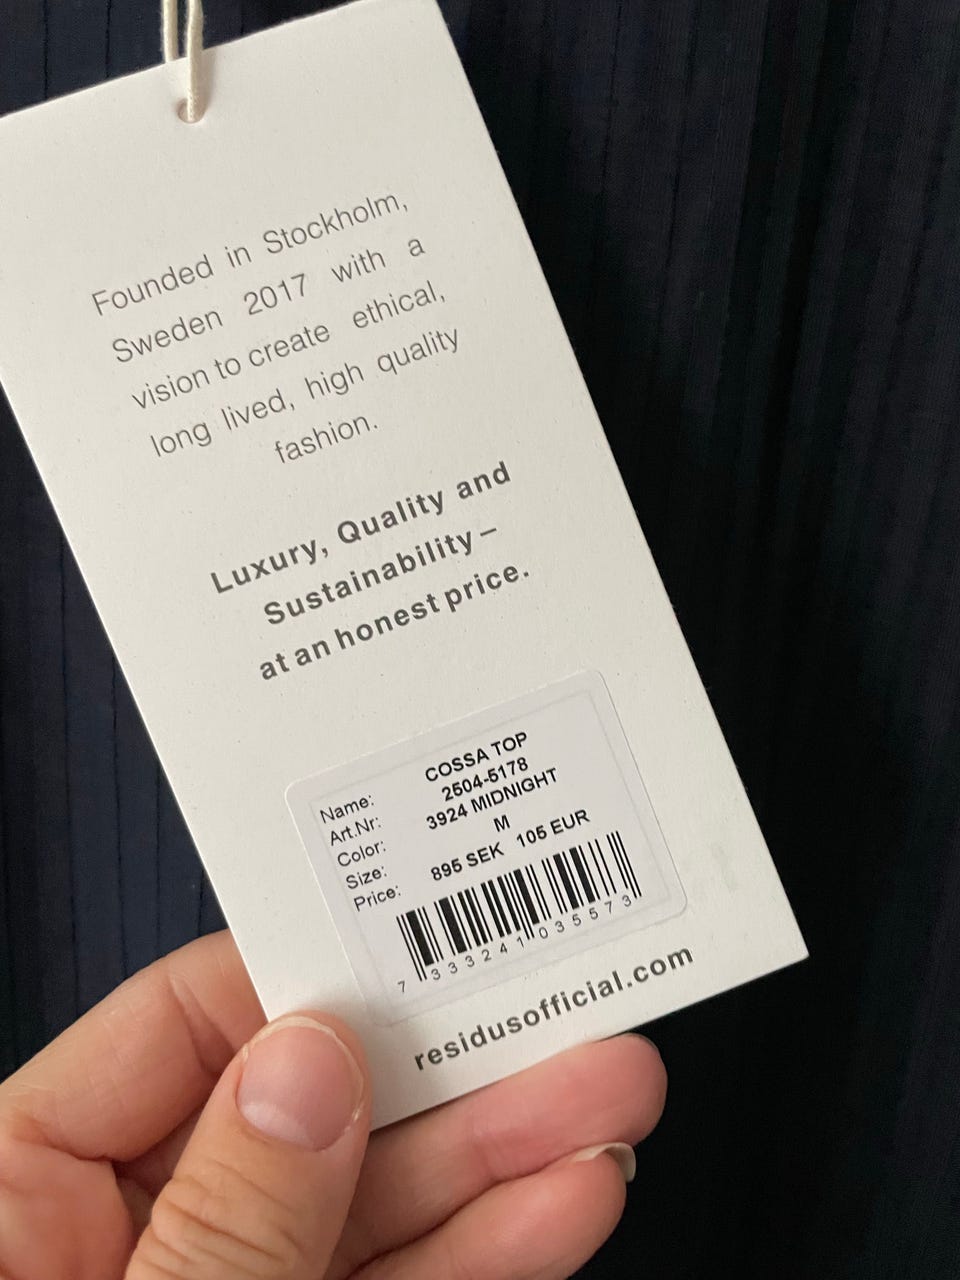 Founded in Stockholm,
Sweden 2017 with a
vision to create ethical,
long lived, high quality
fashion.
Luxury, Quality and
Sustainability –
at an honest price.
Name: COSSA TOP
Art.Nr: 2504-5178
Color: 3924 MIDNIGHT
Size: M
Price: 895 SEK 105 EUR
7 333241 035573
residusofficial.com